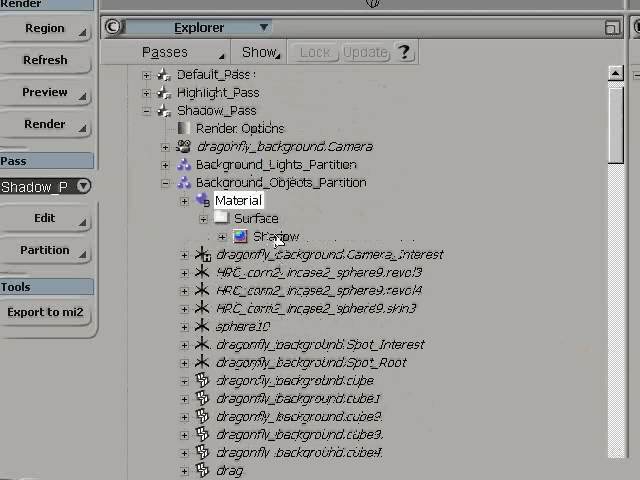 Render
Region
Refresh
Preview
Render
Pass
Shadow_P
Edit
Partition
Tools
Export to mi2
Explorer
Passes
Show
Lock
Update
?
Default_Pass
Highlight_Pass
Shadow_Pass
Render Options
dragonfly_background.Camera
Background_Lights_Partition
Background_Objects_Partition
Material
Surface
Shadow
dragonfly_background.Camera_Interest
HRC_corn2_incase2_sphere9.revol3
HRC_corn2_incase2_sphere9.revol4
HRC_corn2_incase2_sphere9.skin3
sphere10
dragonfly_background.Spot_Interest
dragonfly_background.Spot_Root
dragonfly_background.cube
dragonfly_background.cube1
dragonfly_background.cube
dragonfly_background.cube
dragonfly_background.cube4
drag